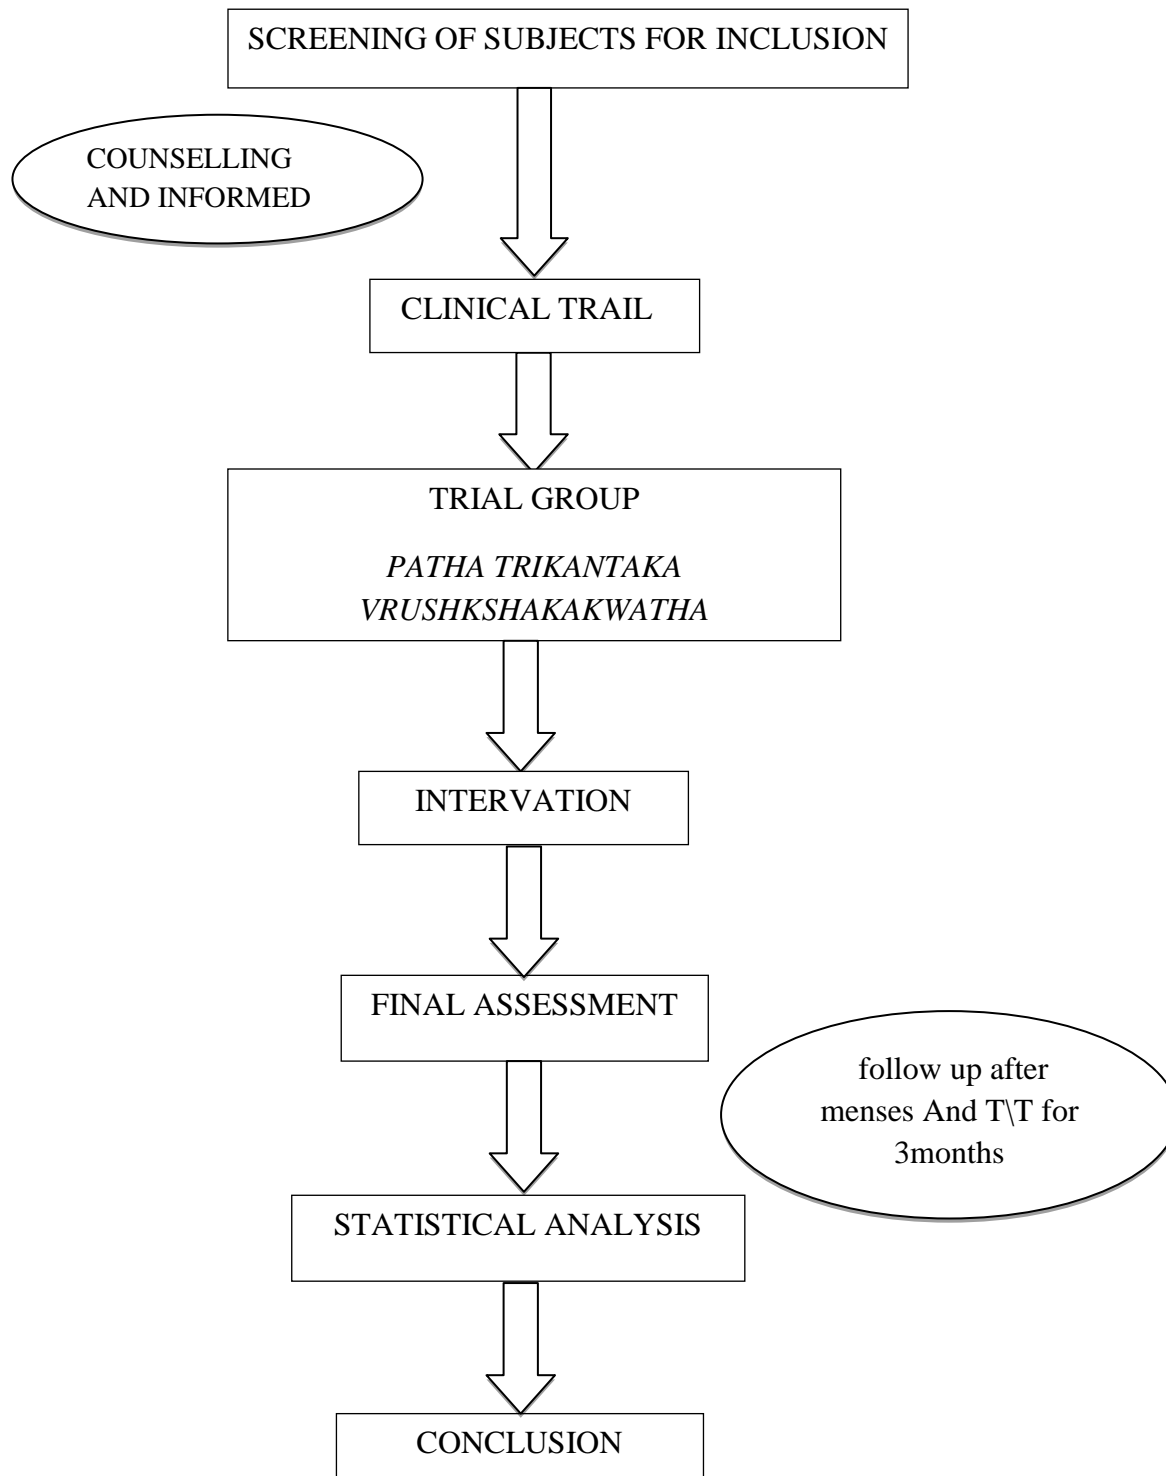 SCREENING OF SUBJECTS FOR INCLUSION
COUNSELLING
AND INFORMED
CLINICAL TRAIL
TRIAL GROUP
PATHA TRIKANTAKA
VRUSHKSHAKAKWATHA
INTERVATION
FINAL ASSESSMENT
follow up after
menses And T\T for
3months
STATISTICAL ANALYSIS
CONCLUSION